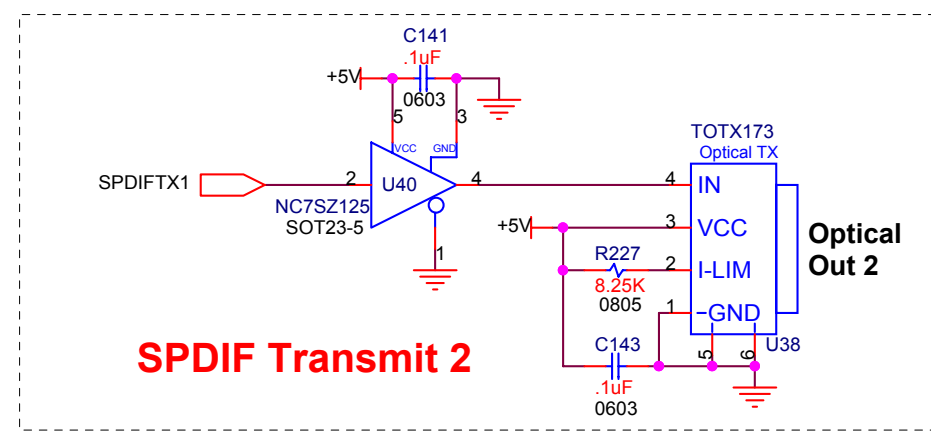 C141
.1uF
+5V
0603
5
3
VCC
GND
SPDIFTX1
2
U40
4
NC7SZ125
SOT23-5
1
TOTX173
Optical TX
4
IN
+5V
3
VCC
R227
2
I-LIM
8.25K
0805
1
GND
Optical
Out 2
U38
5
6
C143
.1uF
0603
SPDIF Transmit 2